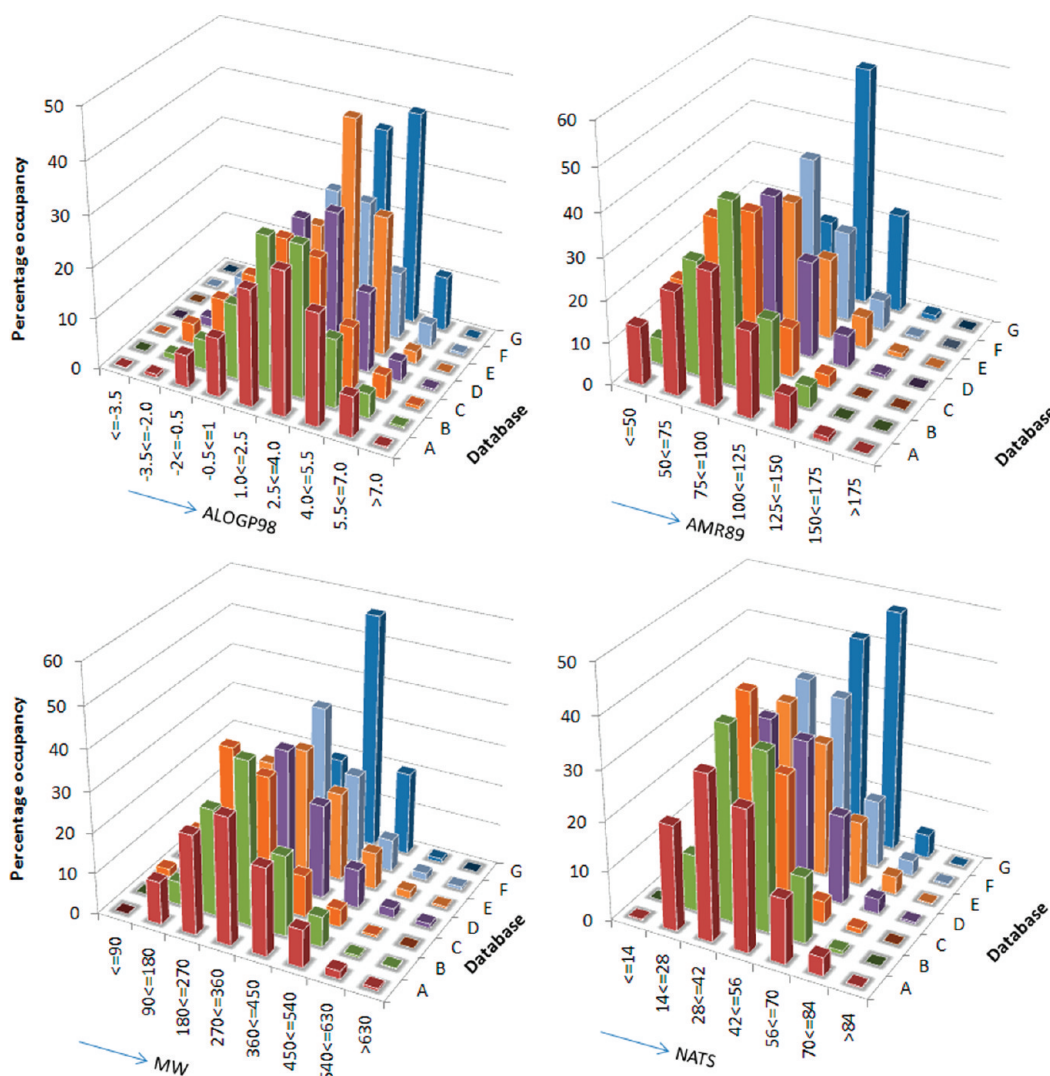 Percentage occupancy
50
40
30
20
10
0
<=-3.5
-3.5<=-2.0
-2<=-0.5
-0.5<=1
1.0<=2.5
2.5<=4.0
4.0<=5.5
5.5<=7.0
>7.0
ALOGP98
A
B
C
D
E
F
G
Database
60
50
40
30
20
10
0
<=50
50<=75
75<=100
100<=125
125<=150
150<=175
>175
AMR89
A
B
C
D
E
F
G
Database
Percentage occupancy
60
50
40
30
20
10
0
<=90
90<=180
180<=270
270<=360
360<=450
450<=540
540<=630
>630
MW
A
B
C
D
E
F
G
Database
50
40
30
20
10
0
<=14
14<=28
28<=42
42<=56
56<=70
70<=84
>84
NATS
A
B
C
D
E
F
G
Database